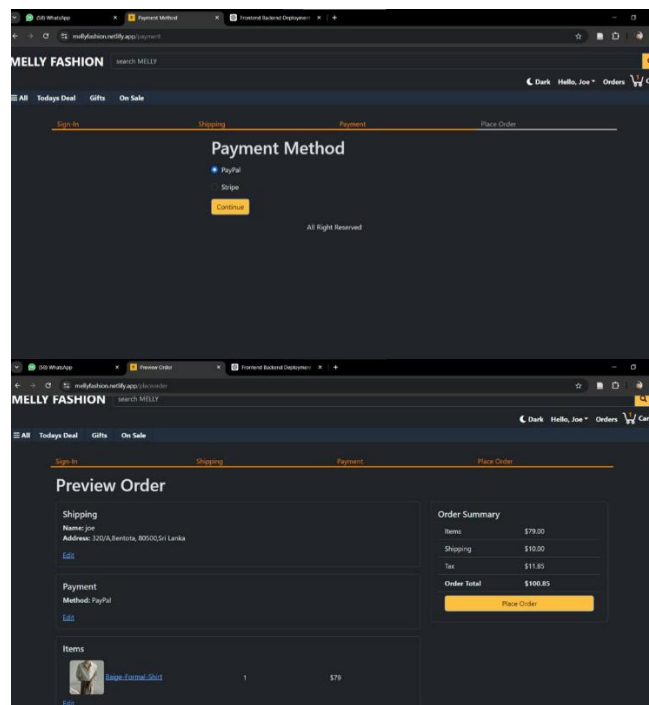 (58) WhatsApp Payment Method Frontend Backend Deploymen
mellyfashion.netlify.app/payment
MELLY FASHION search MELLY
Dark Hello, Joe Orders 1
All Todays Deal Gifts On Sale
Sign-In Shipping Payment Place Order
Payment Method
PayPal
Stripe
Continue
All Right Reserved
(58) WhatsApp Preview Order Frontend Backend Deploymen
mellyfashion.netlify.app/placeorder
MELLY FASHION search MELLY
Dark Hello, Joe Orders 1 Car
All Todays Deal Gifts On Sale
Sign-In Shipping Payment Place Order
Preview Order
Shipping
Name: joe
Address: 320/A,Bentota, 80500,Sri Lanka
Edit
Payment
Method: PayPal
Edit
Items
Baige-Formal-Shirt 1 $79
Edit
Order Summary
Items $79.00
Shipping $10.00
Tax $11.85
Order Total $100.85
Place Order